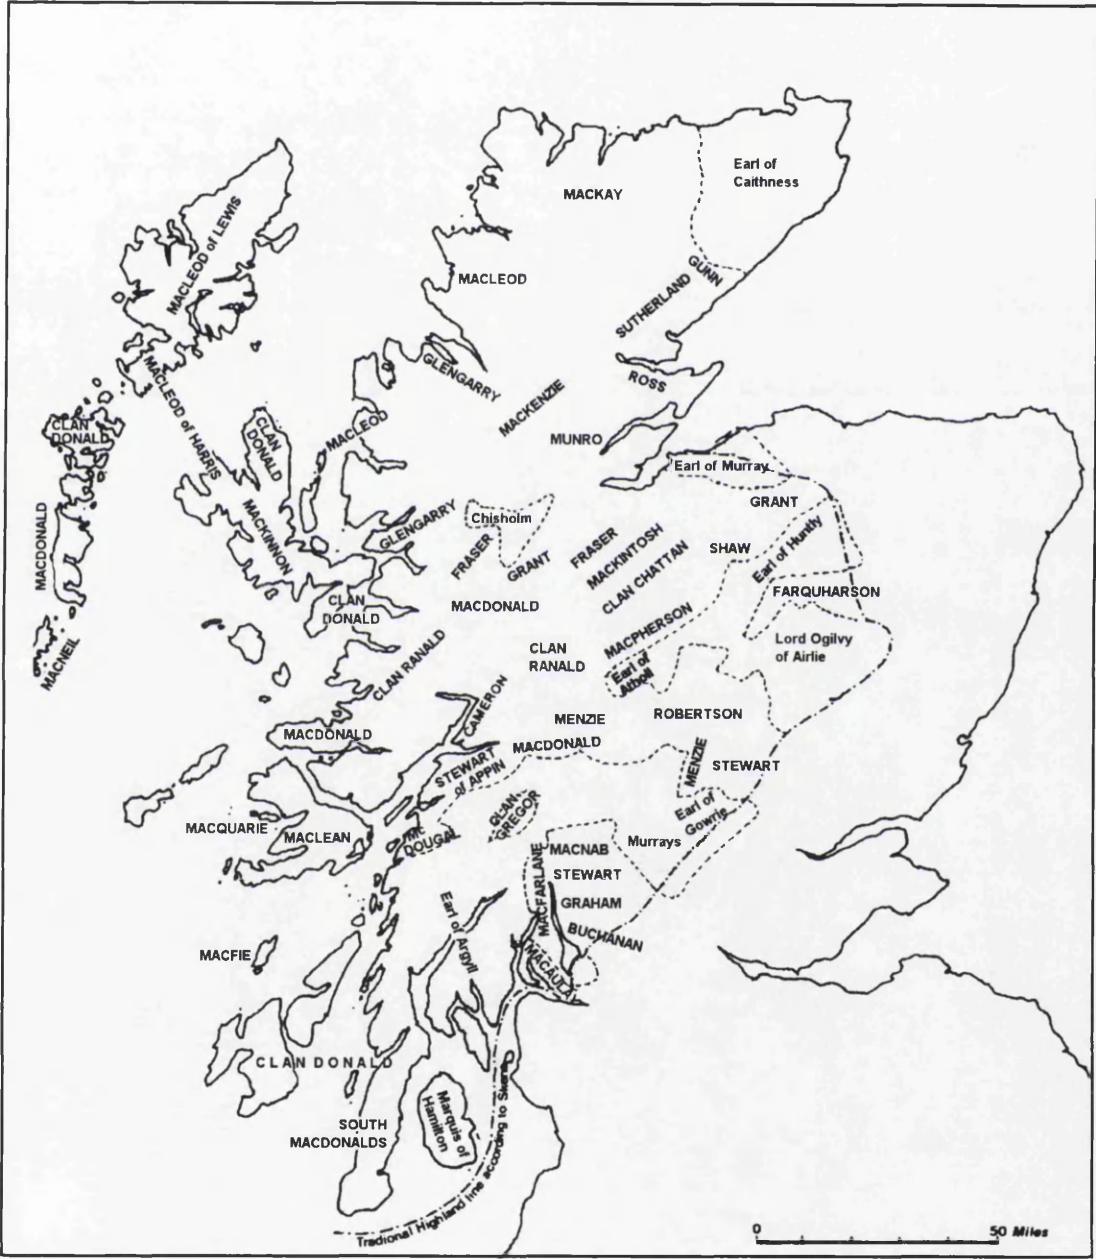 Earl of
Caithness
MACKAY
MACLEOD of LEWIS
GUNN
MACLEOD
SUTHERLAND
GLENGARRY
ROSS
MACLEOD of HARRIS
MACKENZIE
CLAN
DONALD
CLAN
DONALD
MACLEOD
MUNRO
Earl of Murray
GRANT
MACDONALD
MACKINNON
GLENGARRY
Chisholm
FRASER
GRANT
FRASER
MACKINTOSH
CLAN CHATTAN
SHAW
Earl of Huntly
FARQUHARSON
CLAN
DONALD
MACDONALD
MACPHERSON
Lord Ogilvy
of Airlie
MACNEIL
CLAN RANALD
CLAN
RANALD
Earl of
Atholl
CAMERON
MENZIE
ROBERTSON
MACDONALD
MACDONALD
STEWART
of APPIN
MENZIE
STEWART
CLAN
GREGOR
Earl of
Gowrie
MACQUARIE
MACLEAN
Mc
DOUGAL
Murrays
MACNAB
MACFARLANE
STEWART
GRAHAM
BUCHANAN
Earl of Argyll
MACFIE
MACAULAY
CLAN DONALD
Marquis of
Hamilton
SOUTH
MACDONALDS
Tradional Highland line according to Skene
0 50 Miles